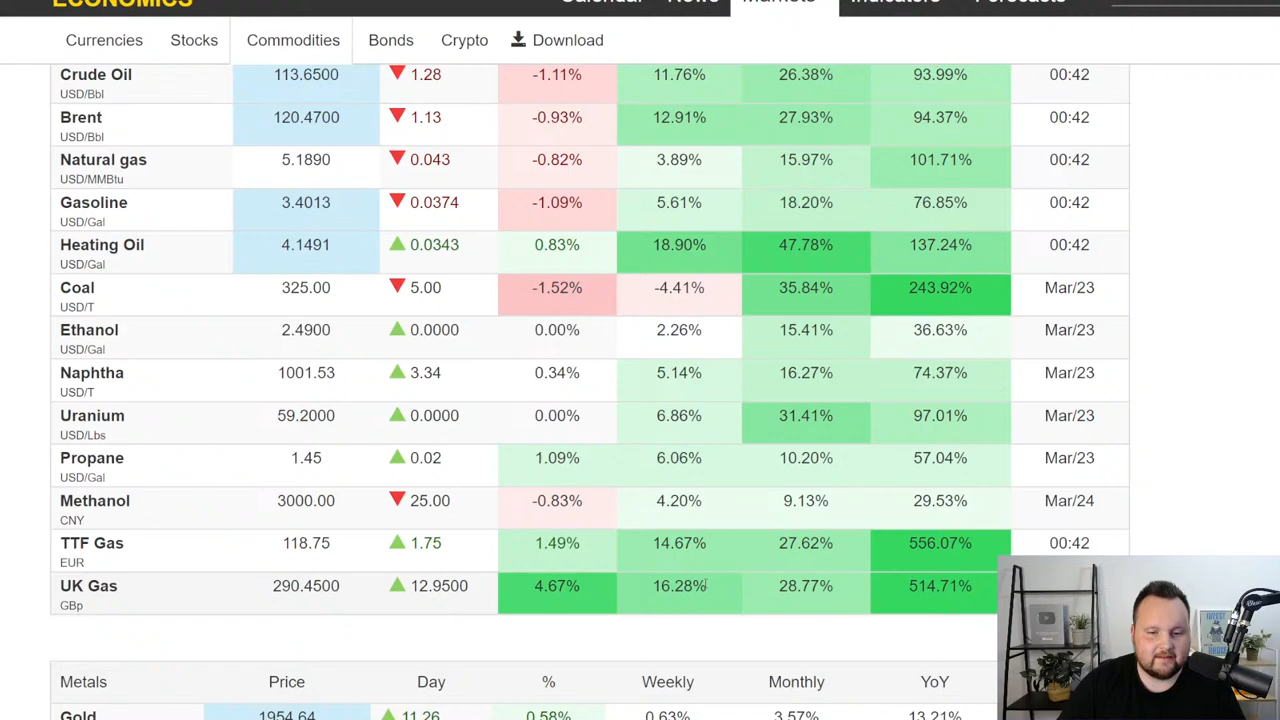 ECONOMICS Calendar News Markets Indicators Forecasts
Currencies Stocks Commodities Bonds Crypto Download
Crude Oil 113.6500 1.28 -1.11% 11.76% 26.38% 93.99% 00:42
USD/Bbl
Brent 120.4700 1.13 -0.93% 12.91% 27.93% 94.37% 00:42
USD/Bbl
Natural gas 5.1890 0.043 -0.82% 3.89% 15.97% 101.71% 00:42
USD/MMBtu
Gasoline 3.4013 0.0374 -1.09% 5.61% 18.20% 76.85% 00:42
USD/Gal
Heating Oil 4.1491 0.0343 0.83% 18.90% 47.78% 137.24% 00:42
USD/Gal
Coal 325.00 5.00 -1.52% -4.41% 35.84% 243.92% Mar/23
USD/T
Ethanol 2.4900 0.0000 0.00% 2.26% 15.41% 36.63% Mar/23
USD/Gal
Naphtha 1001.53 3.34 0.34% 5.14% 16.27% 74.37% Mar/23
USD/T
Uranium 59.2000 0.0000 0.00% 6.86% 31.41% 97.01% Mar/23
USD/Lbs
Propane 1.45 0.02 1.09% 6.06% 10.20% 57.04% Mar/23
USD/Gal
Methanol 3000.00 25.00 -0.83% 4.20% 9.13% 29.53% Mar/24
CNY
TTF Gas 118.75 1.75 1.49% 14.67% 27.62% 556.07% 00:42
EUR
UK Gas 290.4500 12.9500 4.67% 16.28% 28.77% 514.71%
GBp
Metals Price Day % Weekly Monthly YoY
Gold 1954.64 11.26 0.58% 0.63% 3.57% 13.21%